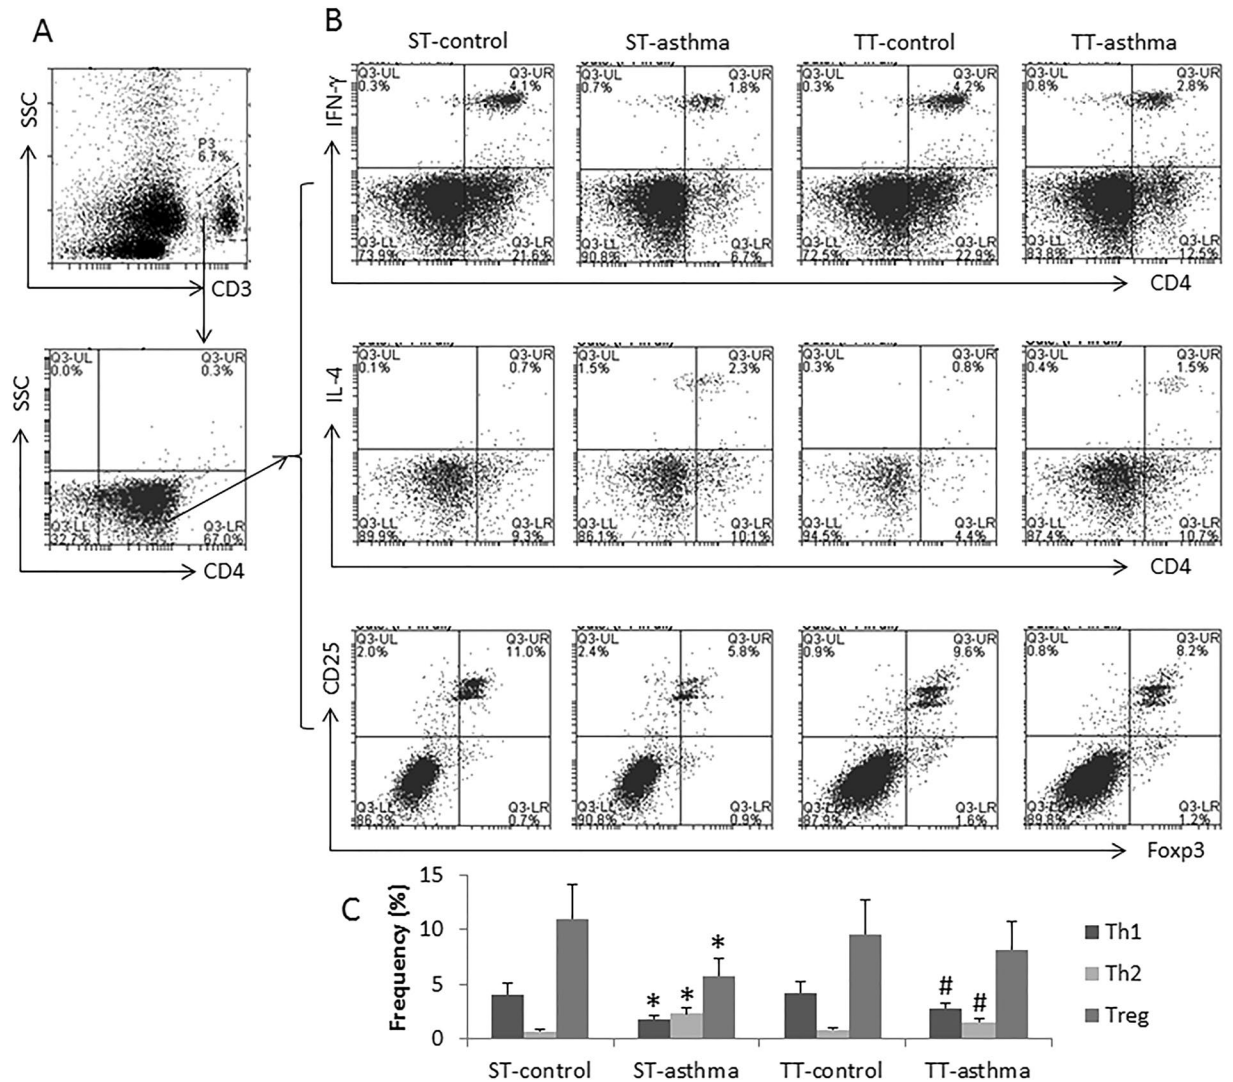 A
SSC
P3
6.7%
CD3
SSC
Q3-UL
0.0%
Q3-UR
0.3%
Q3-LL
32.7%
Q3-LR
67.0%
CD4
B
ST-control
ST-asthma
TT-control
TT-asthma
IFN-γ
Q3-UL
0.3%
Q3-UR
4.1%
Q3-LL
73.9%
Q3-LR
21.6%
Q3-UL
0.7%
Q3-UR
1.8%
Q3-LL
90.8%
Q3-LR
6.7%
Q3-UL
0.3%
Q3-UR
4.2%
Q3-LL
72.5%
Q3-LR
22.9%
Q3-UL
0.8%
Q3-UR
2.8%
Q3-LL
83.8%
Q3-LR
12.5%
CD4
IL-4
Q3-UL
0.1%
Q3-UR
0.7%
Q3-LL
89.9%
Q3-LR
9.3%
Q3-UL
1.5%
Q3-UR
2.3%
Q3-LL
86.1%
Q3-LR
10.1%
Q3-UL
0.3%
Q3-UR
0.8%
Q3-LL
94.5%
Q3-LR
4.4%
Q3-UL
0.4%
Q3-UR
1.5%
Q3-LL
87.4%
Q3-LR
10.7%
CD4
CD25
Q3-UL
2.0%
Q3-UR
11.0%
Q3-LL
86.3%
Q3-LR
0.7%
Q3-UL
2.4%
Q3-UR
5.8%
Q3-LL
90.8%
Q3-LR
0.9%
Q3-UL
0.9%
Q3-UR
9.6%
Q3-LL
87.9%
Q3-LR
1.6%
Q3-UL
0.8%
Q3-UR
8.2%
89.8%
Q3-LR
1.2%
Foxp3
C
Frequency (%)
15
10
5
0
* * *
# #
Th1
Th2
Treg
ST-control
ST-asthma
TT-control
TT-asthma